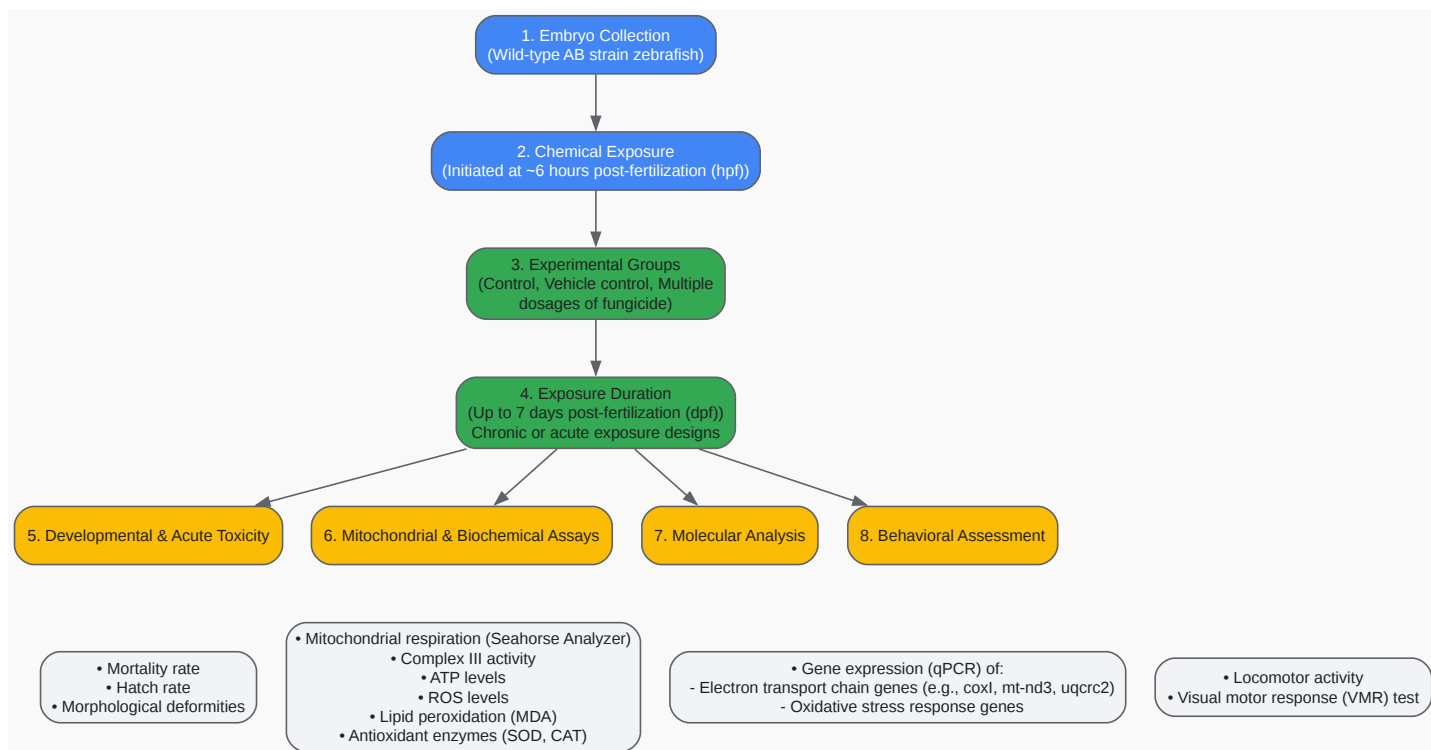 1. Embryo Collection
(Wild-type AB strain zebrafish)
2. Chemical Exposure
(Initiated at ~6 hours post-fertilization (hpf))
3. Experimental Groups
(Control, Vehicle control, Multiple
dosages of fungicide)
4. Exposure Duration
(Up to 7 days post-fertilization (dpf))
Chronic or acute exposure designs
5. Developmental & Acute Toxicity
6. Mitochondrial & Biochemical Assays
7. Molecular Analysis
8. Behavioral Assessment
• Mortality rate
• Hatch rate
• Morphological deformities
• Mitochondrial respiration (Seahorse Analyzer)
• Complex III activity
• ATP levels
• ROS levels
• Lipid peroxidation (MDA)
• Antioxidant enzymes (SOD, CAT)
• Gene expression (qPCR) of:
- Electron transport chain genes (e.g., coxI, mt-nd3, uqcrc2)
- Oxidative stress response genes
• Locomotor activity
• Visual motor response (VMR) test